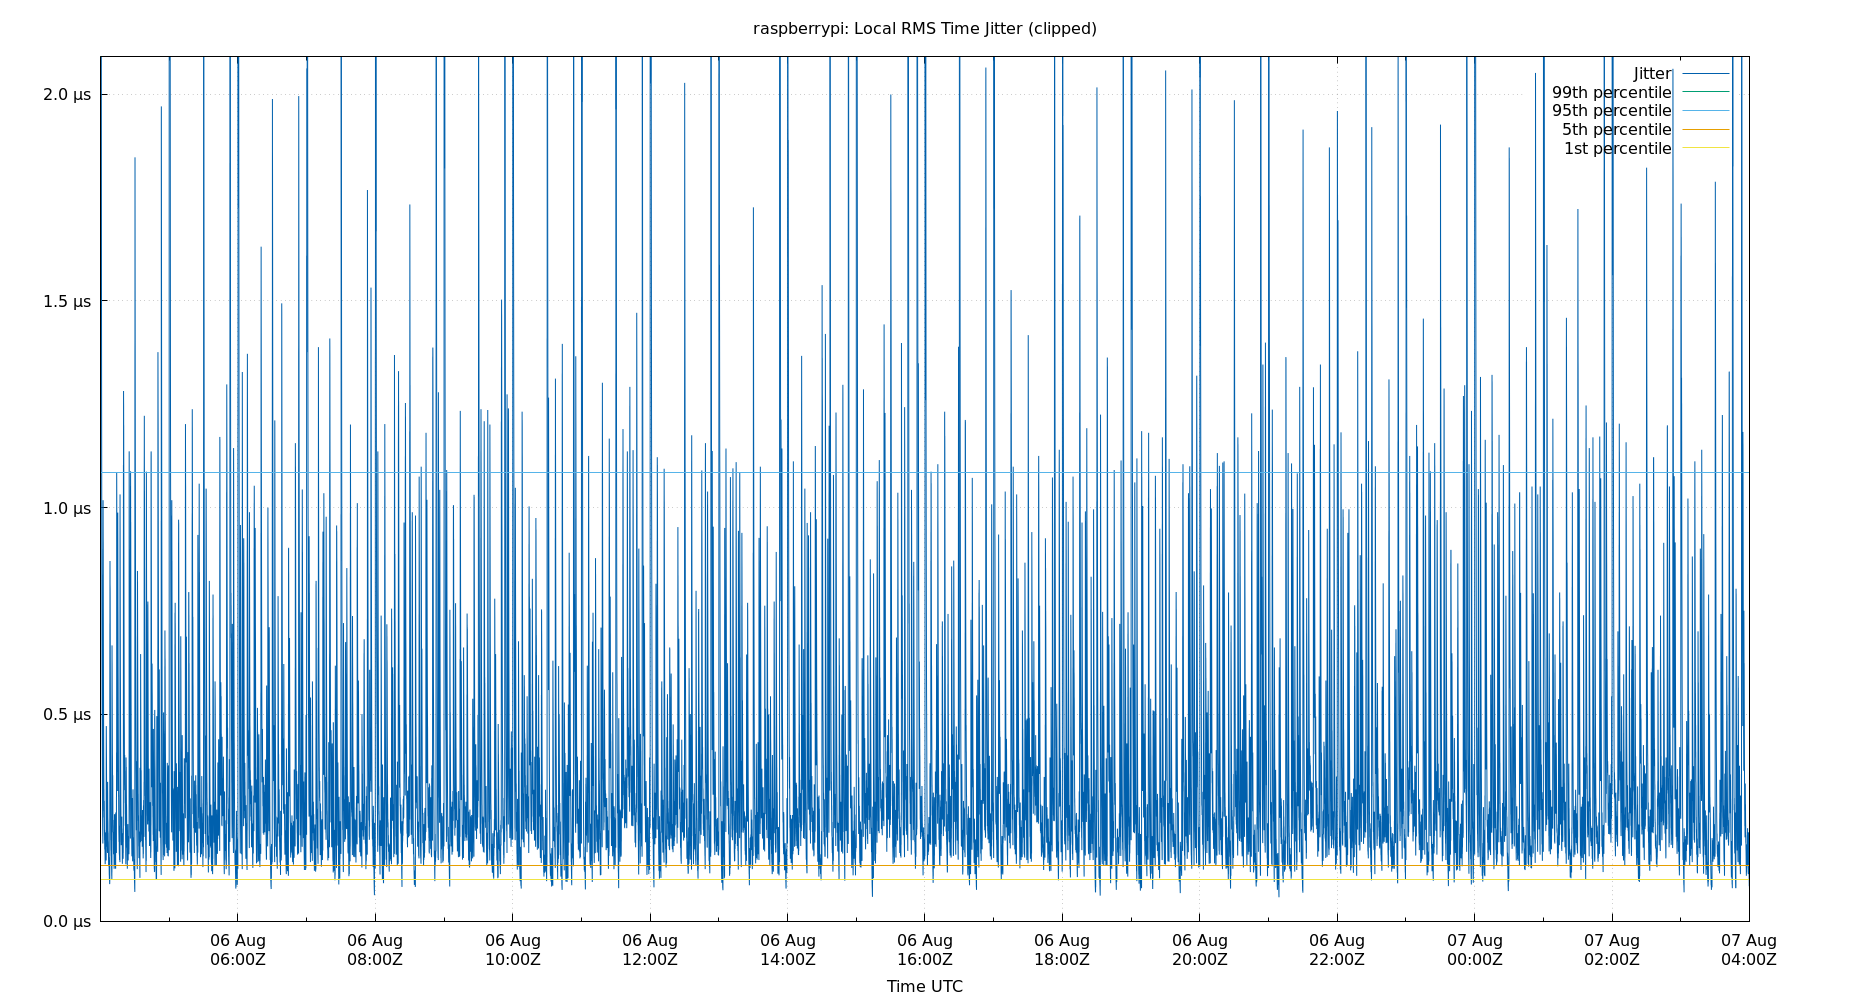 raspberrypi: Local RMS Time Jitter (clipped)
2.0 µs
1.5 µs
1.0 µs
0.5 µs
0.0 µs
Jitter
99th percentile
95th percentile
5th percentile
1st percentile
06 Aug
06:00Z
06 Aug
08:00Z
06 Aug
10:00Z
06 Aug
12:00Z
06 Aug
14:00Z
06 Aug
16:00Z
06 Aug
18:00Z
06 Aug
20:00Z
06 Aug
22:00Z
07 Aug
00:00Z
07 Aug
02:00Z
07 Aug
04:00Z
Time UTC